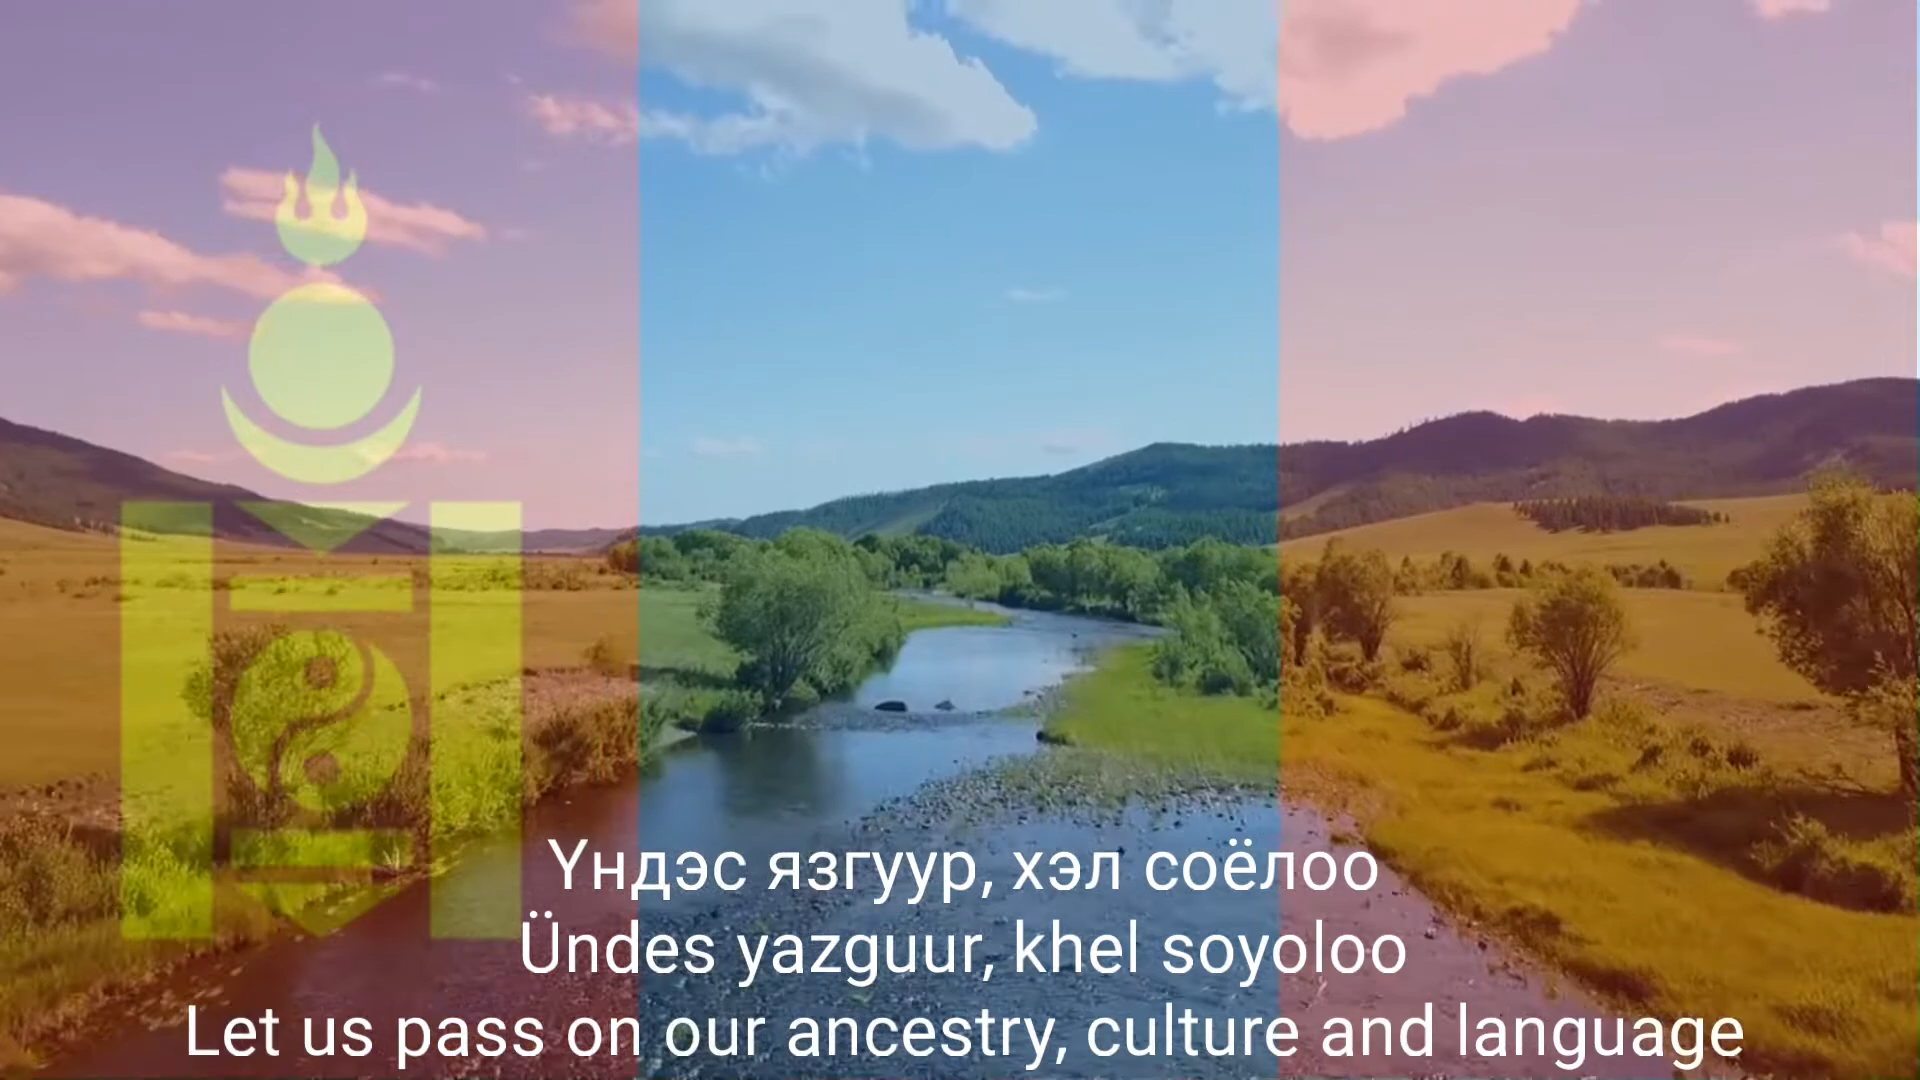 Үндэс язгуур, хэл соёлоо
Ündes yazguur, khel soyoloo
Let us pass on our ancestry, culture and language